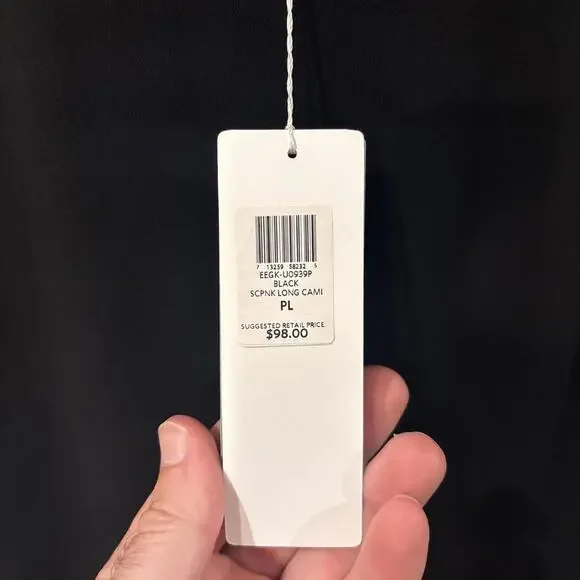 7 13259 58232 5
EEGK-U0939P
BLACK
SCPNK LONG CAMI
PL
SUGGESTED RETAIL PRICE
$98.00